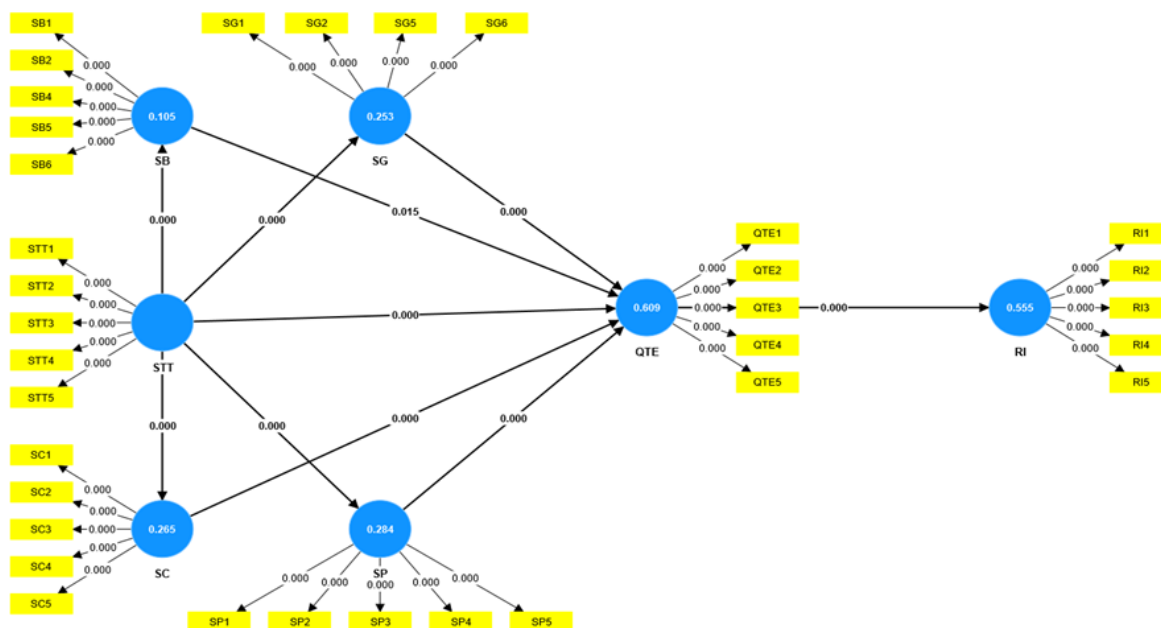 SB1
SB2
SB4
SB5
SB6
0.000
0.000
0.000
0.000
0.000
0.105
SB
SG1
SG2
SG5
SG6
0.000
0.000
0.000
0.000
0.253
SG
0.000
0.000
0.015
0.000
STT1
STT2
STT3
STT4
STT5
0.000
0.000
0.000
0.000
0.000
STT
0.000
0.000
0.000
0.000
0.000
SC1
SC2
SC3
SC4
SC5
0.000
0.000
0.000
0.000
0.000
0.265
SC
0.284
SP
0.000
0.000
0.000
0.000
0.000
SP1
SP2
SP3
SP4
SP5
0.609
QTE
0.000
0.000
0.000
0.000
0.000
QTE1
QTE2
QTE3
QTE4
QTE5
0.000
0.555
RI
0.000
0.000
0.000
0.000
0.000
RI1
RI2
RI3
RI4
RI5